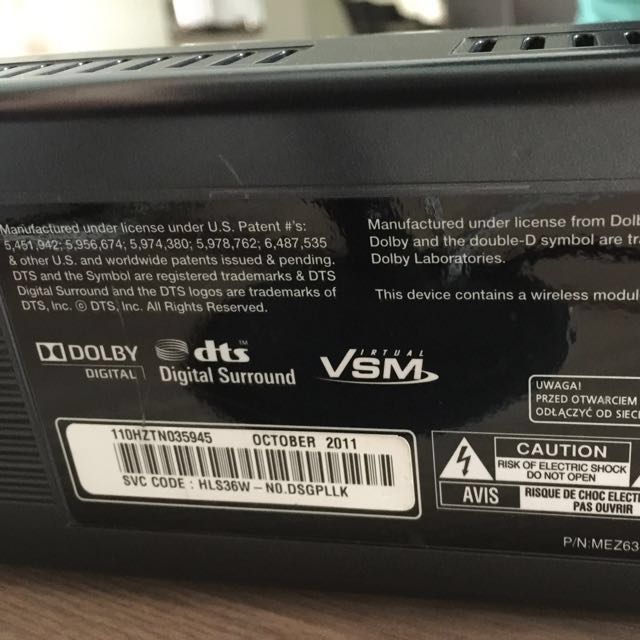 Manufactured under license under U.S. Patent #'s:
5,451,942; 5,956,674; 5,974,380; 5,978,762; 6,487,535
& other U.S. and worldwide patents issued & pending.
DTS and the Symbol are registered trademarks & DTS
Digital Surround and the DTS logos are trademarks of
DTS, Inc. © DTS, Inc. All Rights Reserved.
Manufactured under license from Dolb
Dolby and the double-D symbol are tra
Dolby Laboratories.
This device contains a wireless modul
DOLBY
DIGITAL
dts™
Digital Surround
VIRTUAL
VSM
UWAGA!
PRZED OTWARCIEM
ODŁĄCZYĆ OD SIECI
110HZTN035945 OCTOBER 2011
SVC CODE : HLS36W-N0.DSGPLLK
CAUTION
RISK OF ELECTRIC SHOCK
DO NOT OPEN
AVIS
RISQUE DE CHOC ELECT
PAS OUVRIR
P/N:MEZ63